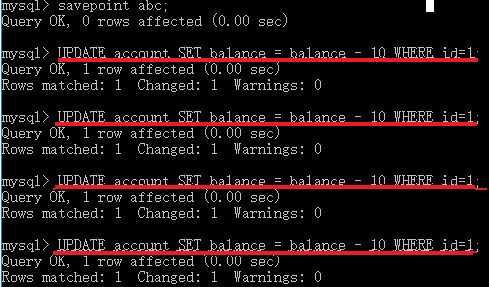 mysql> savepoint abc;
Query OK, 0 rows affected (0.00 sec)
mysql> UPDATE account SET balance = balance - 10 WHERE id=1;
Query OK, 1 row affected (0.00 sec)
Rows matched: 1  Changed: 1  Warnings: 0
mysql> UPDATE account SET balance = balance - 10 WHERE id=1;
Query OK, 1 row affected (0.00 sec)
Rows matched: 1  Changed: 1  Warnings: 0
mysql> UPDATE account SET balance = balance - 10 WHERE id=1;
Query OK, 1 row affected (0.00 sec)
Rows matched: 1  Changed: 1  Warnings: 0
mysql> UPDATE account SET balance = balance - 10 WHERE id=1;
Query OK, 1 row affected (0.00 sec)
Rows matched: 1  Changed: 1  Warnings: 0